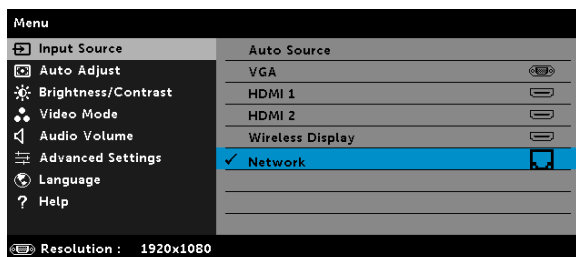 Menu
Input Source
Auto Adjust
Brightness/Contrast
Video Mode
Audio Volume
Advanced Settings
Language
? Help
Auto Source
VGA
HDMI 1
HDMI 2
Wireless Display
✓ Network
Resolution : 1920x1080